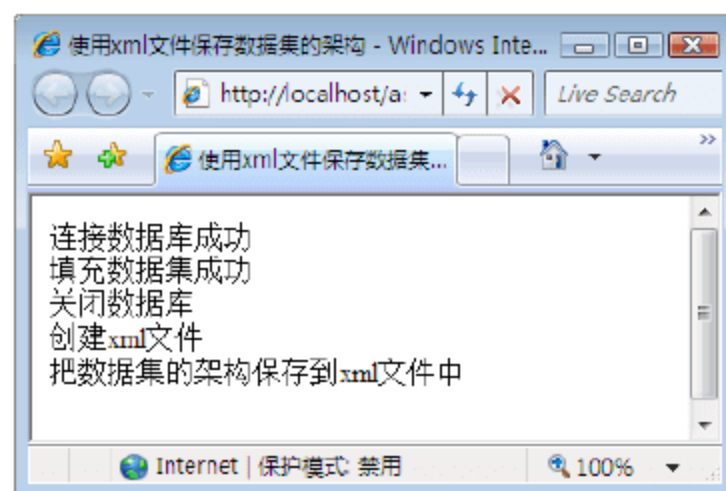 使用xml文件保存数据集的架构 - Windows Inte...
http://localhost/a
Live Search
使用xml文件保存数据集...
连接数据库成功
填充数据集成功
关闭数据库
创建xml文件
把数据集的架构保存到xml文件中
Internet | 保护模式: 禁用
100%